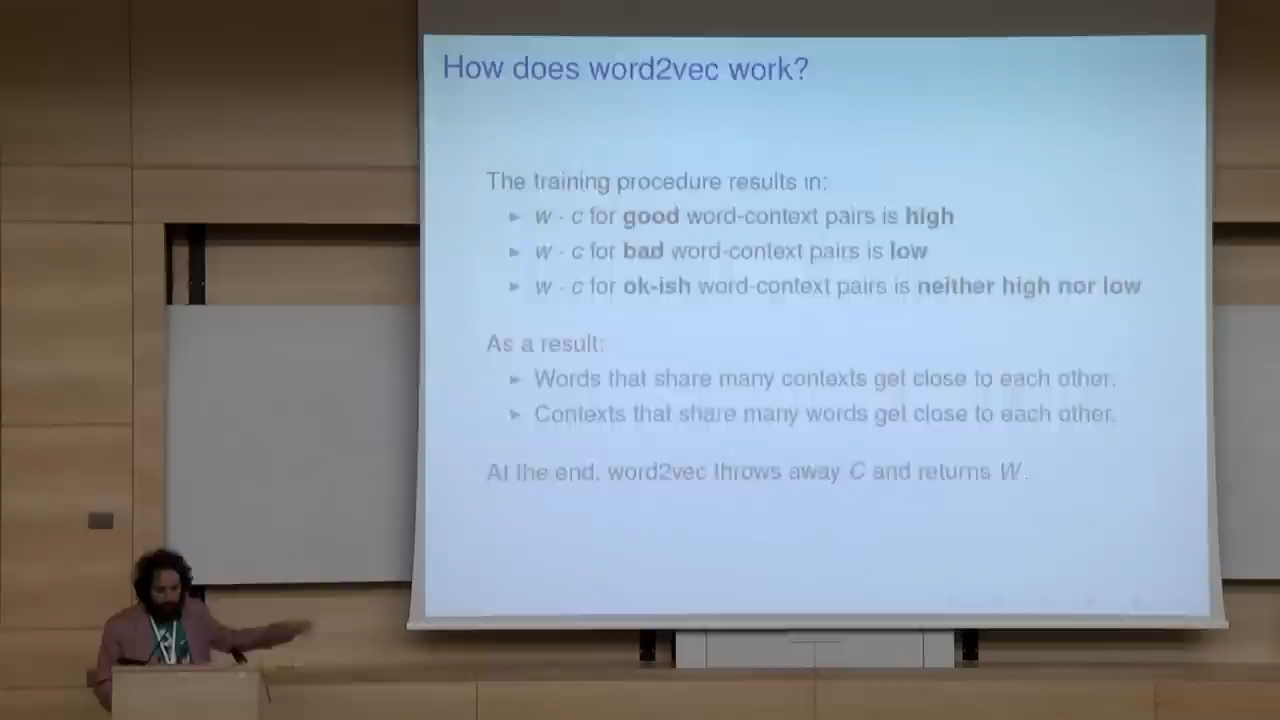 How does word2vec work?
The training procedure results in:
► w · c for good word-context pairs is high
► w · c for bad word-context pairs is low
► w · c for ok-ish word-context pairs is neither high nor low
As a result:
► Words that share many contexts get close to each other.
► Contexts that share many words get close to each other.
At the end, word2vec throws away C and returns W.